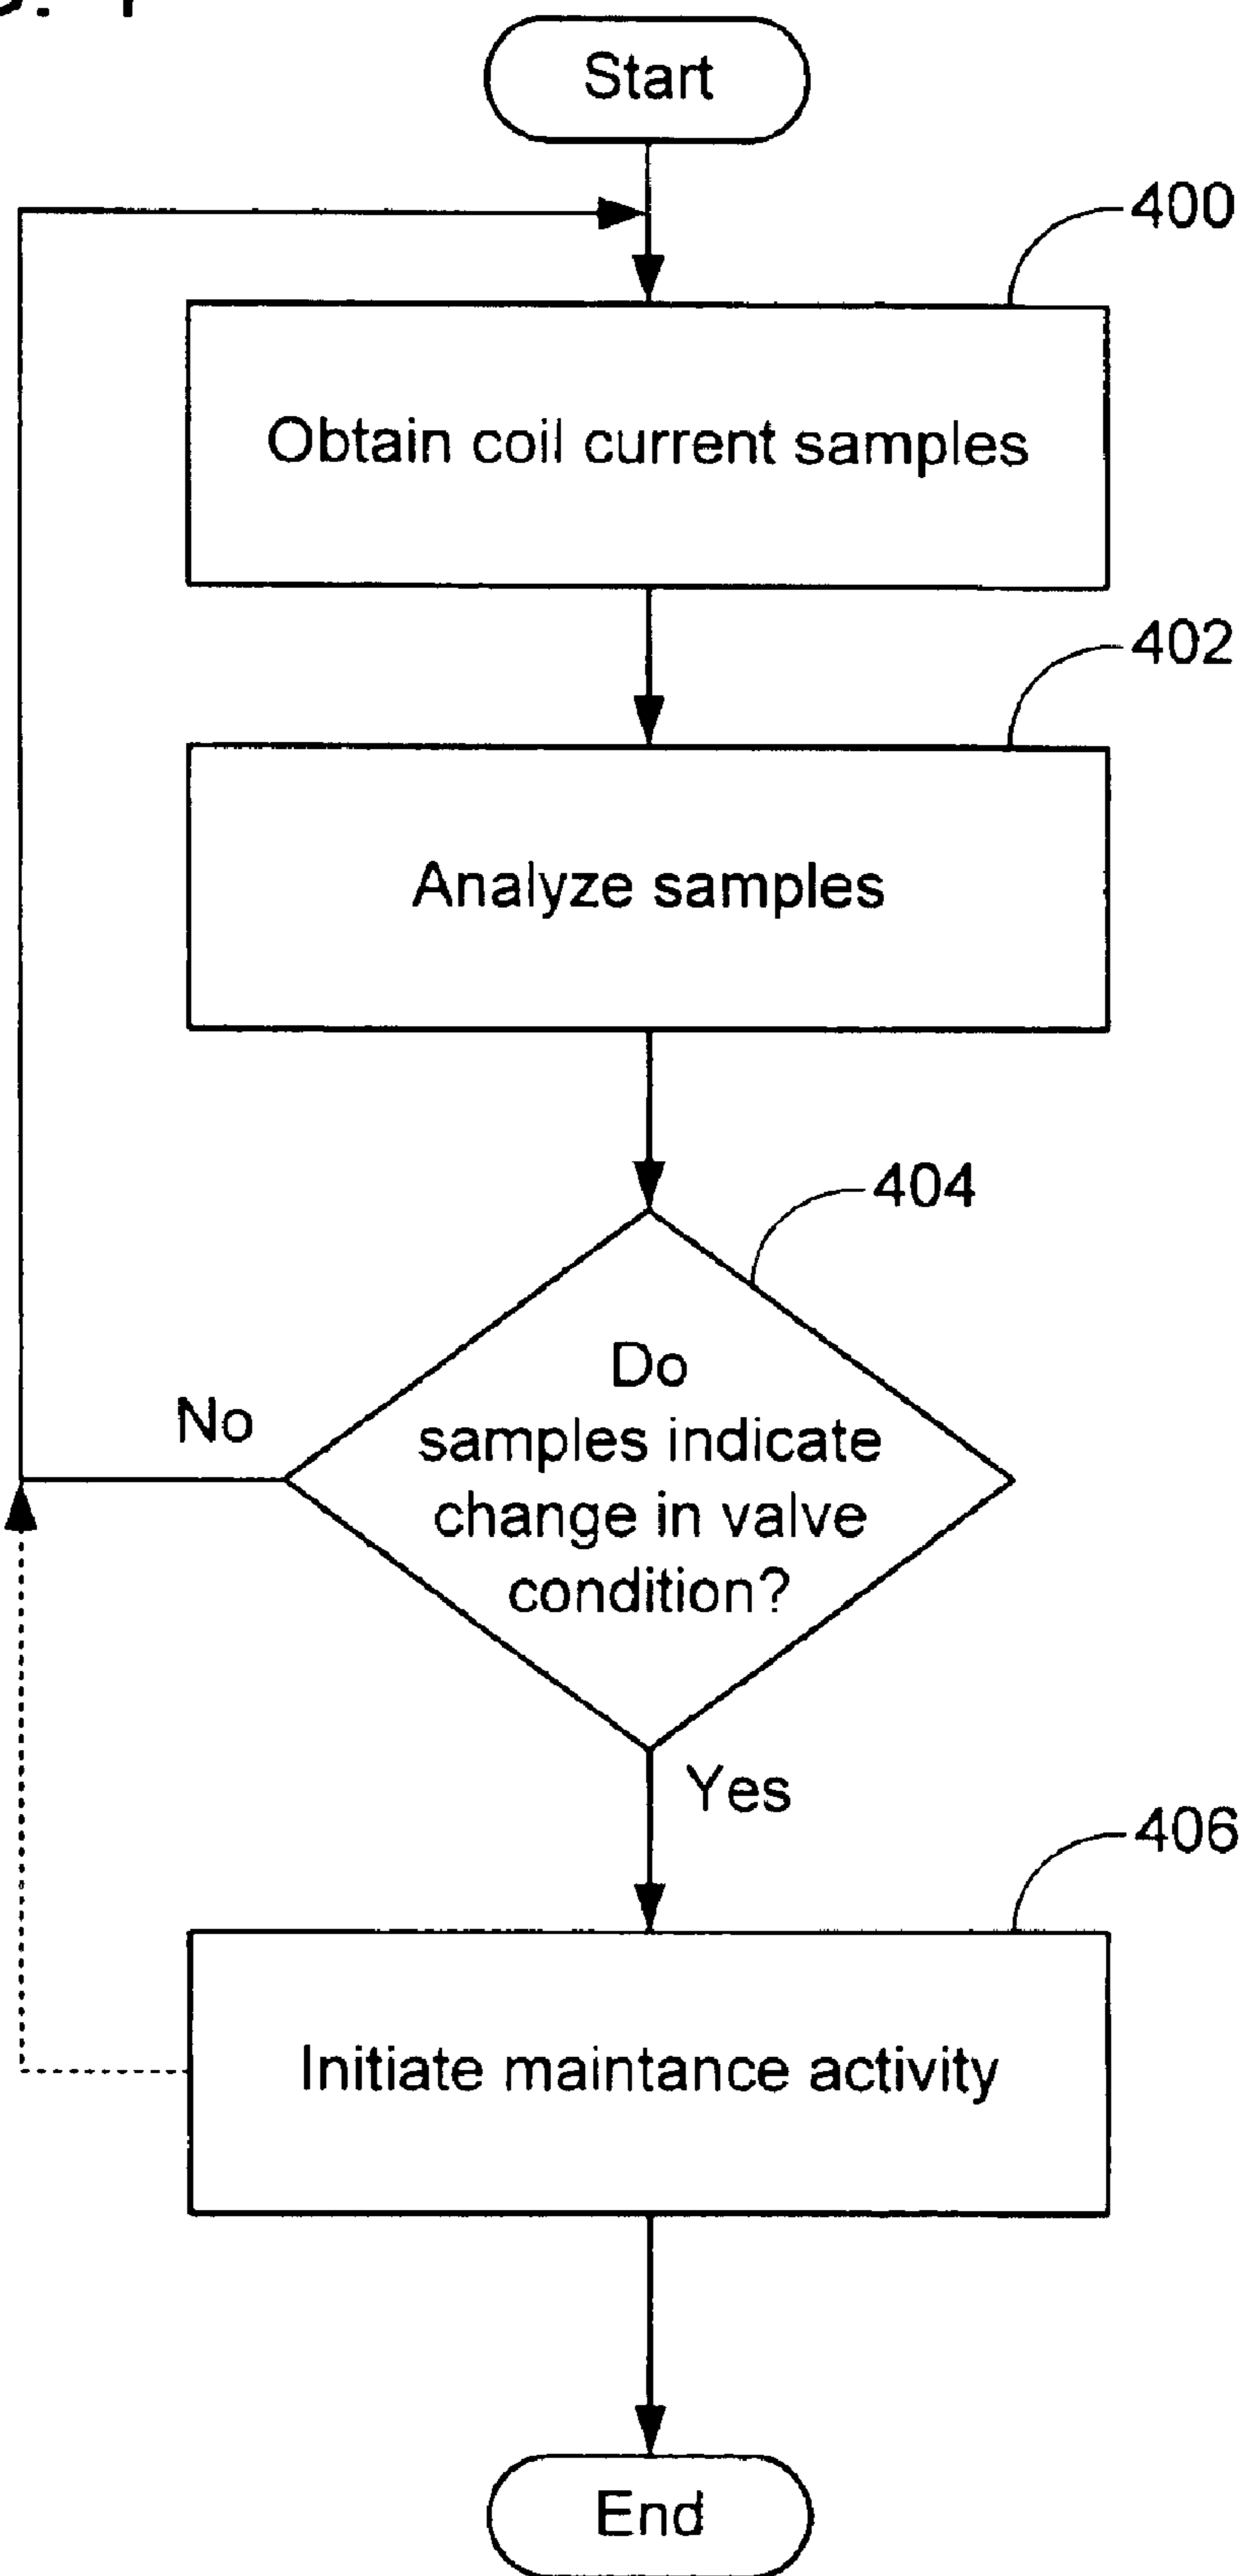 Start
400
Obtain coil current samples
402
Analyze samples
404
Do
samples indicate
change in valve
condition?
No
Yes
406
Initiate maintance activity
End